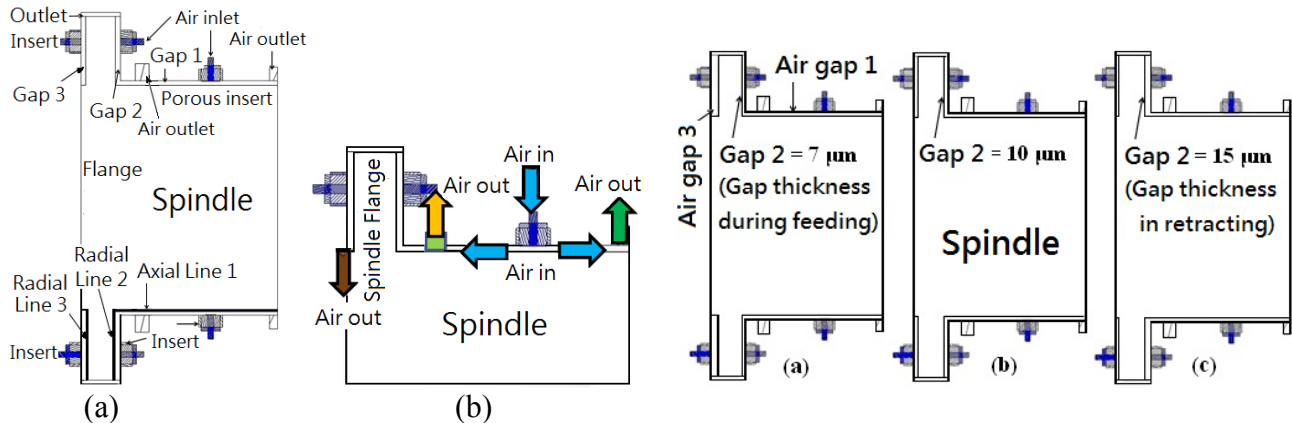 Outlet
Air inlet
Insert
Air outlet
Gap 1
Gap 3
Porous insert
Gap 2
Air outlet
Flange
Spindle
Radial
Line 2
Axial Line 1
Radial
Line 3
Insert
Insert
(a)
Air in
Air out
Air out
Spindle Flange
Air in
Air out
Spindle
(b)
Air gap 1
Air gap 3
Gap 2 = 7 μn
(Gap thickness
during feeding)
(a)
Gap 2 = 10 μn
Spindle
(b)
Gap 2 = 15 μn
(Gap thickness
in retracting)
(c)